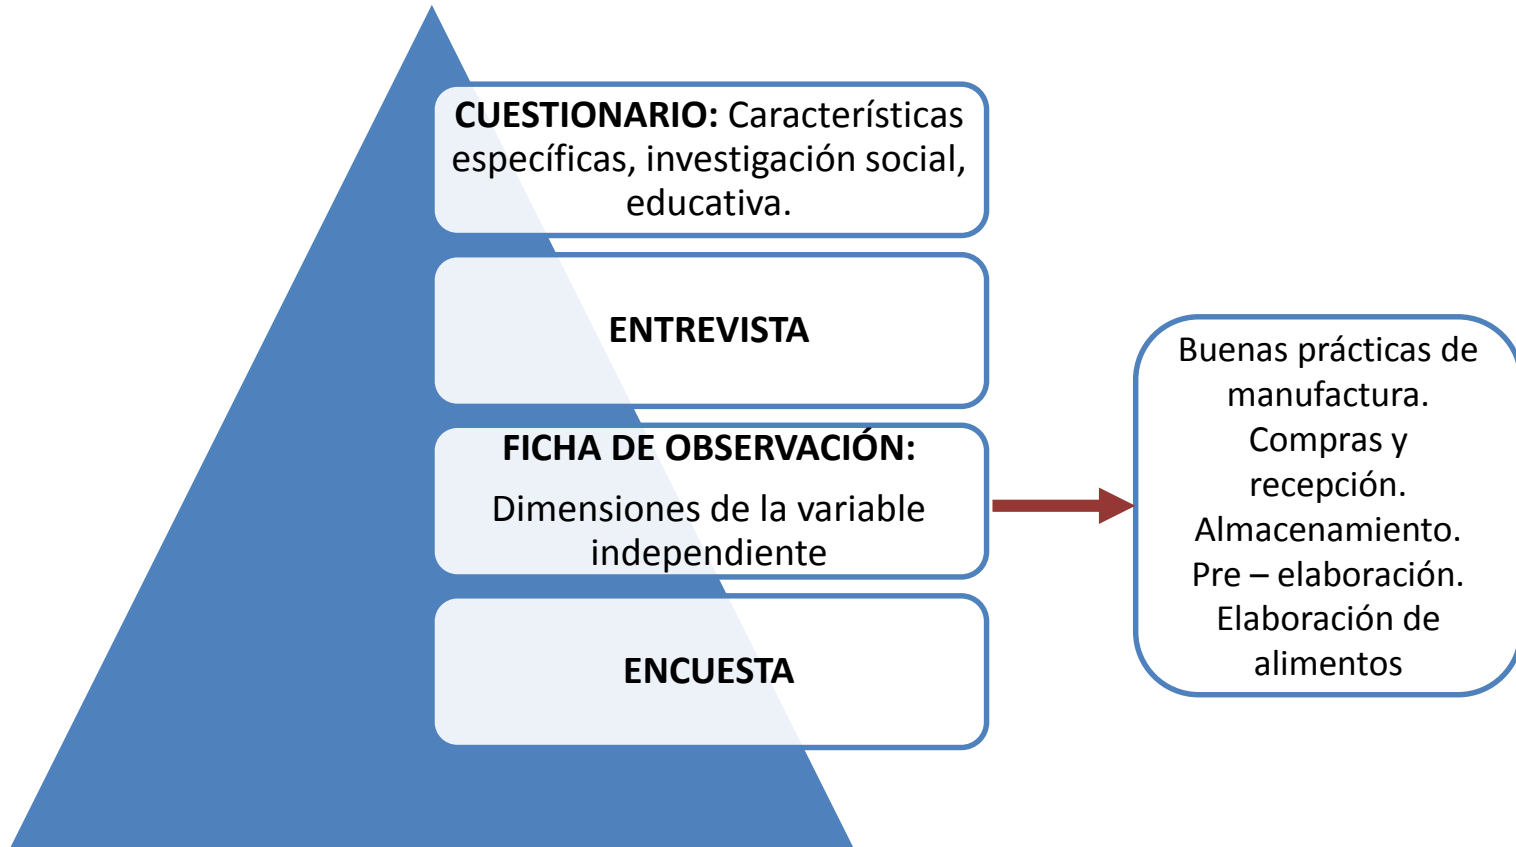 CUESTIONARIO: Características
específicas, investigación social,
educativa.
ENTREVISTA
FICHA DE OBSERVACIÓN:
Dimensiones de la variable
independiente
ENCUESTA
Buenas prácticas de
manufactura.
Compras y
recepción.
Almacenamiento.
Pre – elaboración.
Elaboración de
alimentos